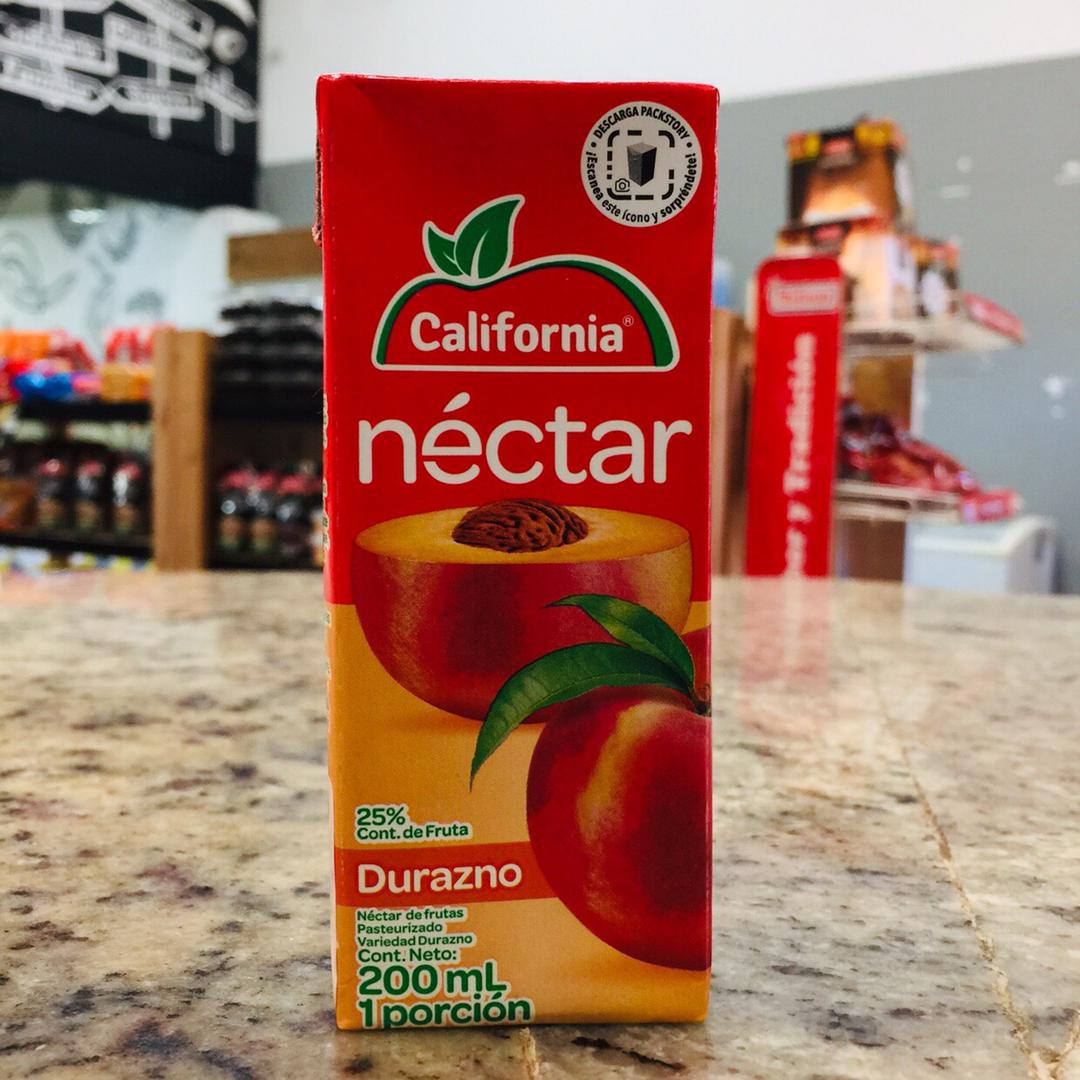 • DESCARGA PACKSTORY •
¡Escanea este ícono y sorpréndete!
California®
néctar
25%
Cont. de Fruta
Durazno
Néctar de frutas
Pasteurizado
Variedad Durazno
Cont. Neto:
200 mL
1 porción
y Tradición